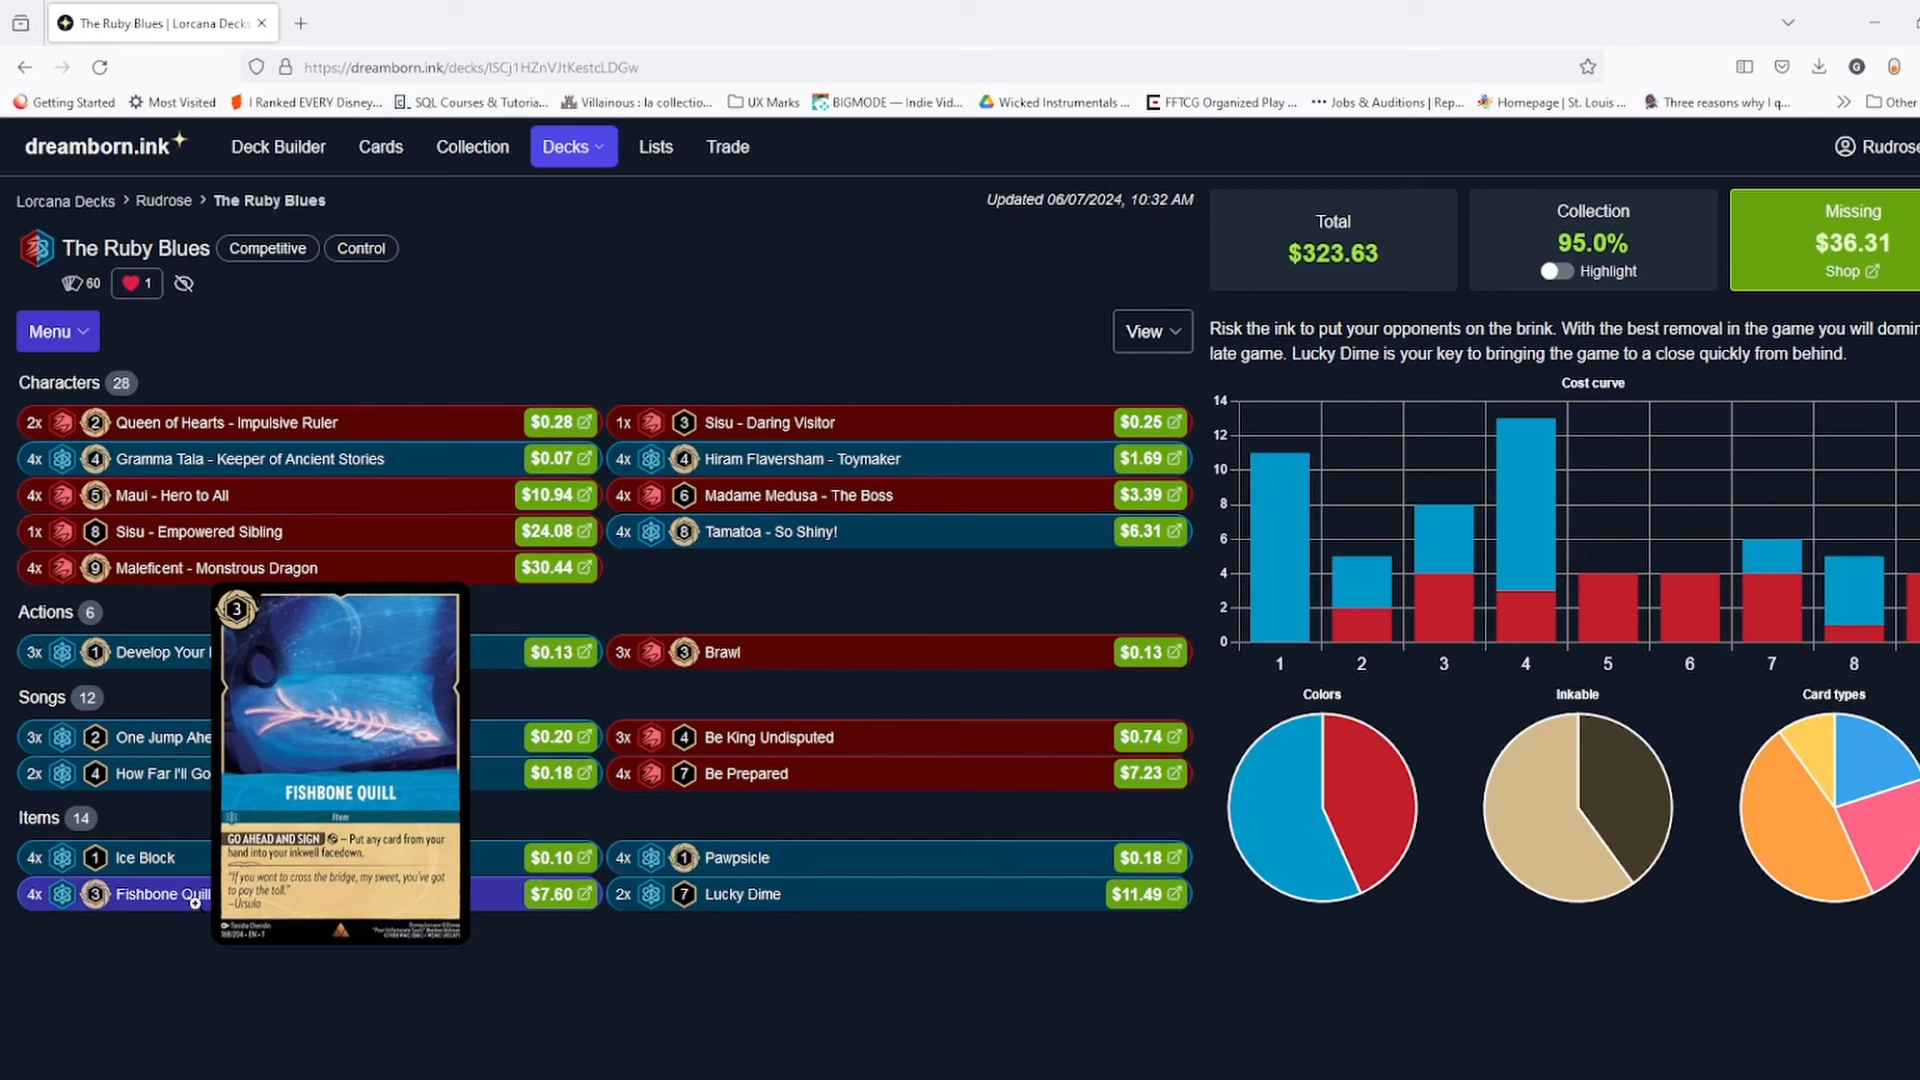 The Ruby Blues | Lorcana Decks
https://dreamborn.ink/decks/lSCj1HZnVJtKestcLDGw
Getting Started
Most Visited
I Ranked EVERY Disney...
SQL Courses & Tutoria...
Villainous : la collectio...
UX Marks
BIGMODE — Indie Vid...
Wicked Instrumentals ...
FFTCG Organized Play ...
Jobs & Auditions | Rep...
Homepage | St. Louis ...
Three reasons why I q...
Other
dreamborn.ink
Deck Builder
Cards
Collection
Decks
Lists
Trade
Rudrose
Lorcana Decks > Rudrose > The Ruby Blues
Updated 06/07/2024, 10:32 AM
The Ruby Blues
Competitive
Control
60
1
Menu
View
Total
$323.63
Collection
95.0%
Highlight
Missing
$36.31
Shop
Risk the ink to put your opponents on the brink. With the best removal in the game you will domin
late game. Lucky Dime is your key to bringing the game to a close quickly from behind.
Characters 28
2x 2 Queen of Hearts - Impulsive Ruler $0.28
1x 3 Sisu - Daring Visitor $0.25
4x 4 Gramma Tala - Keeper of Ancient Stories $0.07
4x 4 Hiram Flaversham - Toymaker $1.69
4x 5 Maui - Hero to All $10.94
4x 6 Madame Medusa - The Boss $3.39
1x 8 Sisu - Empowered Sibling $24.08
4x 8 Tamatoa - So Shiny! $6.31
4x 9 Maleficent - Monstrous Dragon $30.44
Actions 6
3x 1 Develop Your $0.13
3x 3 Brawl $0.13
Songs 12
3x 2 One Jump Ahe $0.20
3x 4 Be King Undisputed $0.74
2x 4 How Far I'll Go $0.18
4x 7 Be Prepared $7.23
Items 14
4x 1 Ice Block $0.10
4x 1 Pawpsicle $0.18
4x 3 Fishbone Quill $7.60
2x 7 Lucky Dime $11.49
3
FISHBONE QUILL
Item
GO AHEAD AND SIGN – Put any card from your
hand into your inkwell facedown.
"If you want to cross the bridge, my sweet, you've got
to pay the toll."
–Ursula
Cost curve
14
12
10
8
6
4
2
0
1 2 3 4 5 6 7 8
Colors
Inkable
Card types